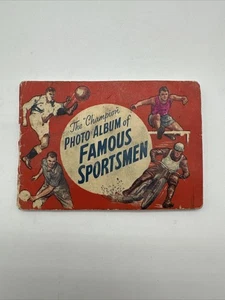 The "Champion"
PHOTO ALBUM of
FAMOUS
SPORTSMEN